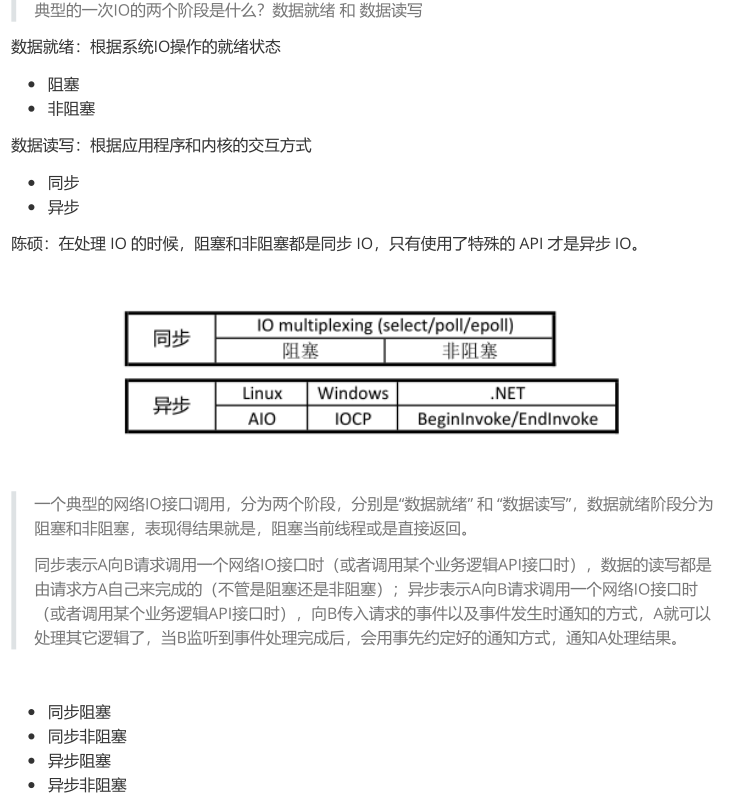 典型的一次IO的两个阶段是什么？数据就绪 和 数据读写
数据就绪：根据系统IO操作的就绪状态
• 阻塞
• 非阻塞
数据读写：根据应用程序和内核的交互方式
• 同步
• 异步
陈硕：在处理 IO 的时候，阻塞和非阻塞都是同步 IO，只有使用了特殊的 API 才是异步 IO。
同步 IO multiplexing (select/poll/epoll)
阻塞 非阻塞
异步 Linux Windows .NET
AIO IOCP BeginInvoke/EndInvoke
一个典型的网络IO接口调用，分为两个阶段，分别是“数据就绪” 和 “数据读写”，数据就绪阶段分为
阻塞和非阻塞，表现得结果就是，阻塞当前线程或是直接返回。
同步表示A向B请求调用一个网络IO接口时（或者调用某个业务逻辑API接口时），数据的读写都是
由请求方A自己来完成的（不管是阻塞还是非阻塞）；异步表示A向B请求调用一个网络IO接口时
（或者调用某个业务逻辑API接口时），向B传入请求的事件以及事件发生时通知的方式，A就可以
处理其它逻辑了，当B监听到事件处理完成后，会用事先约定好的通知方式，通知A处理结果。
• 同步阻塞
• 同步非阻塞
• 异步阻塞
• 异步非阻塞